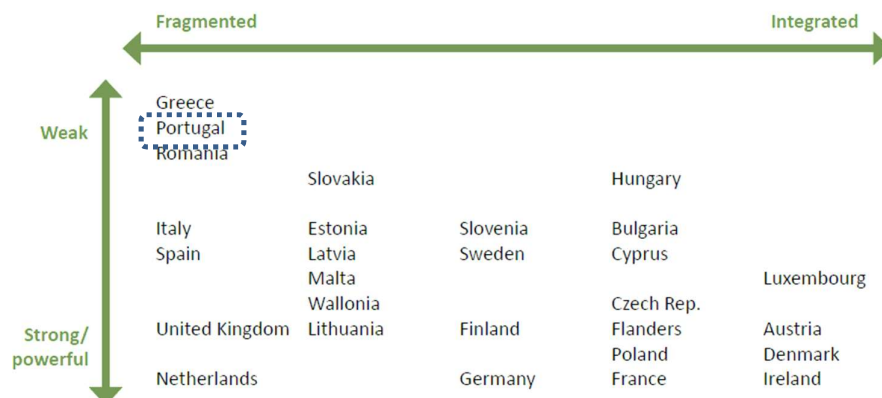 Fragmented Integrated
Greece
Weak Portugal
Romania
Slovakia Hungary
Italy Estonia Slovenia Bulgaria
Spain Latvia Sweden Cyprus
Malta Luxembourg
Wallonia Czech Rep.
Strong/ United Kingdom Lithuania Finland Flanders Austria
powerful Poland Denmark
Netherlands Germany France Ireland